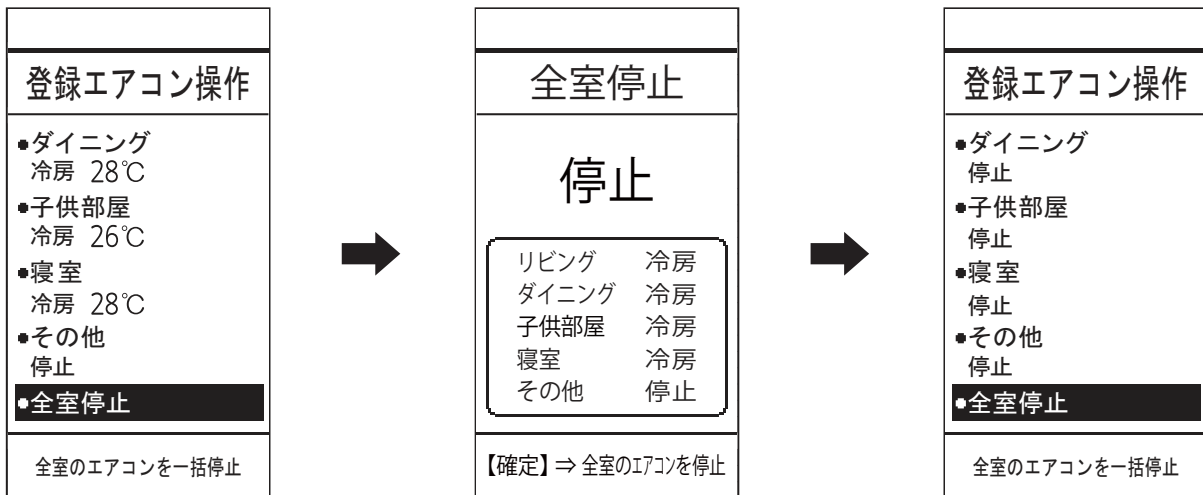 登録エアコン操作
●ダイニング
冷房 28℃
●子供部屋
冷房 26℃
●寝室
冷房 28℃
●その他
停止
●全室停止
全室のエアコンを一括停止
全室停止
停止
リビング 冷房
ダイニング 冷房
子供部屋 冷房
寝室 冷房
その他 停止
【確定】⇒ 全室のエアコンを停止
登録エアコン操作
●ダイニング
停止
●子供部屋
停止
●寝室
停止
●その他
停止
●全室停止
全室のエアコンを一括停止